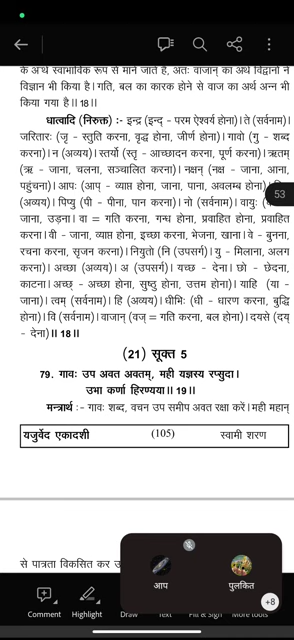 क अर्थ स्वाभाविक रूप से माने जाते हैं, अतः वाजान् का अर्थ विद्वानों ने
विज्ञान भी किया है। गति, बल का कारक होने से वाज का अर्थ अन्न भी
किया गया है॥ 18॥
धात्वादि (निरुक्त) :- इन्द्र (इन्द् - परम ऐश्वर्य होना)। ते (सर्वनाम)।
जरितारः (जृ - स्तुति करना, वृद्ध होना, जीर्ण होना)। गावो (गु - शब्द
करना)। न (अव्यय)। स्तर्यो (स्तृ - आच्छादन करना, पूर्ण करना)। ऋतम्
(ऋ - जाना, चलना, सञ्चालित करना)। नक्षन् (नक्ष - जाना, आना,
पहुंचना)। आपः (आप् - व्याप्त होना, जाना, पाना, अवलम्ब होना)
(अव्यय)। पिप्यु (पी - पीना, पान करना)। नो (सर्वनाम)। वायुः
53
जाना, उड़ना। वा = गति करना, गन्ध होना, प्रवाहित होना, प्रवाहित
करना। वी - जाना, व्याप्त होना, इच्छा करना, भेजना, खाना। वे - बुनना,
रचना करना, सृजन करना)। नियुतो (नि (उपसर्ग)। यु - मिलाना, अलग
करना)। अच्छा (अव्यय)। अ (उपसर्ग)। यच्छ - देना। छो - छेदना,
काटना। अच्छ् - अच्छा होना, सुष्ठु होना, उत्तम होना)। याहि (या -
जाना)। त्वम् (सर्वनाम)। हि (अव्यय)। धीभिः (धी - धारण करना, बुद्धि
होना)। वि (सर्वनाम)। वाजान् (वज् = गति करना, बल होना)। दयसे (दय्
- देना)॥ 18॥
(21) सूक्त 5
79. गावः उप अवत अवतम्, मही यज्ञस्य रप्सुदा।
उभा कर्णा हिरण्यया॥ 19॥
मन्त्रार्थ :- गावः शब्द, वचन उप समीप अवत रक्षा करें। मही महान्
यजुर्वेद एकादशी (105) स्वामी शरण
से पात्रता विकसित कर
आप पुलकित
+8
Comment Highlight Draw Text Fill & Sign More tools